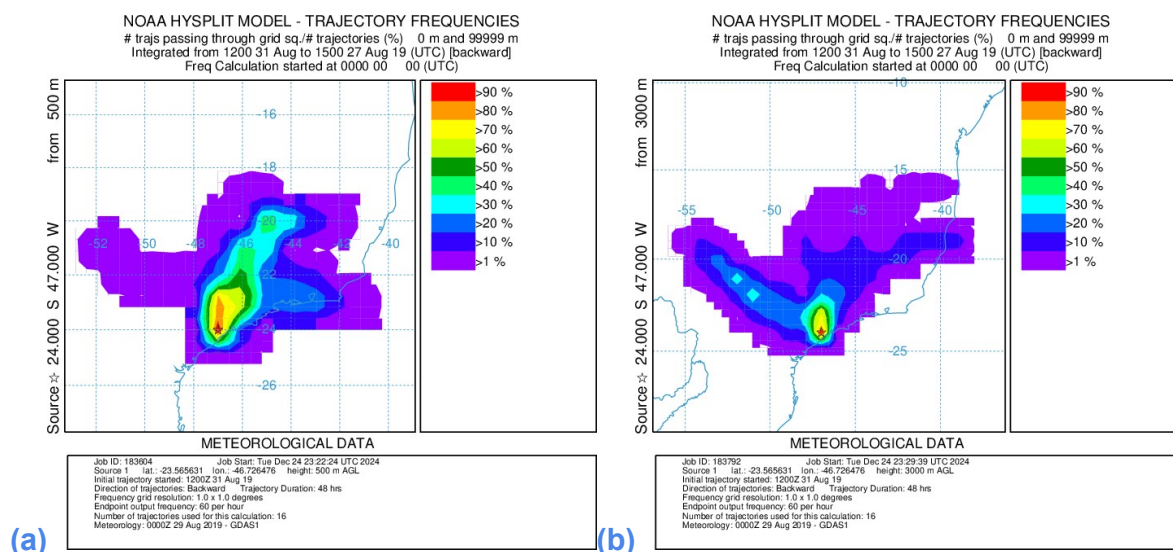 NOAA HYSPLIT MODEL - TRAJECTORY FREQUENCIES
# trajs passing through grid sq./# trajectories (%) 0 m and 99999 m
Integrated from 1200 31 Aug to 1500 27 Aug 19 (UTC) [backward]
Freq Calculation started at 0000 00 00 (UTC)
Source ☆ 24.000 S 47.000 W from 500 m
-16
-18
-20
-52
-50
-48
-46
-44
-42
-40
-22
-24
-26
>90 %
>80 %
>70 %
>60 %
>50 %
>40 %
>30 %
>20 %
>10 %
>1 %
METEOROLOGICAL DATA
Job ID: 183604 Job Start: Tue Dec 24 23:22:24 UTC 2024
Source 1 lat.: -23.565631 lon.: -46.726476 height: 500 m AGL
Initial trajectory started: 1200Z 31 Aug 19
Direction of trajectories: Backward Trajectory Duration: 48 hrs
Frequency grid resolution: 1.0 x 1.0 degrees
Endpoint output frequency: 60 per hour
Number of trajectories used for this calculation: 16
Meteorology: 0000Z 29 Aug 2019 - GDAS1
(a)
NOAA HYSPLIT MODEL - TRAJECTORY FREQUENCIES
# trajs passing through grid sq./# trajectories (%) 0 m and 99999 m
Integrated from 1200 31 Aug to 1500 27 Aug 19 (UTC) [backward]
Freq Calculation started at 0000 00 00 (UTC)
Source ☆ 24.000 S 47.000 W from 3000 m
-10
-15
-55
-50
-45
-40
-20
-25
>90 %
>80 %
>70 %
>60 %
>50 %
>40 %
>30 %
>20 %
>10 %
>1 %
METEOROLOGICAL DATA
Job ID: 183792 Job Start: Tue Dec 24 23:29:39 UTC 2024
Source 1 lat.: -23.565631 lon.: -46.726476 height: 3000 m AGL
Initial trajectory started: 1200Z 31 Aug 19
Direction of trajectories: Backward Trajectory Duration: 48 hrs
Frequency grid resolution: 1.0 x 1.0 degrees
Endpoint output frequency: 60 per hour
Number of trajectories used for this calculation: 16
Meteorology: 0000Z 29 Aug 2019 - GDAS1
(b)